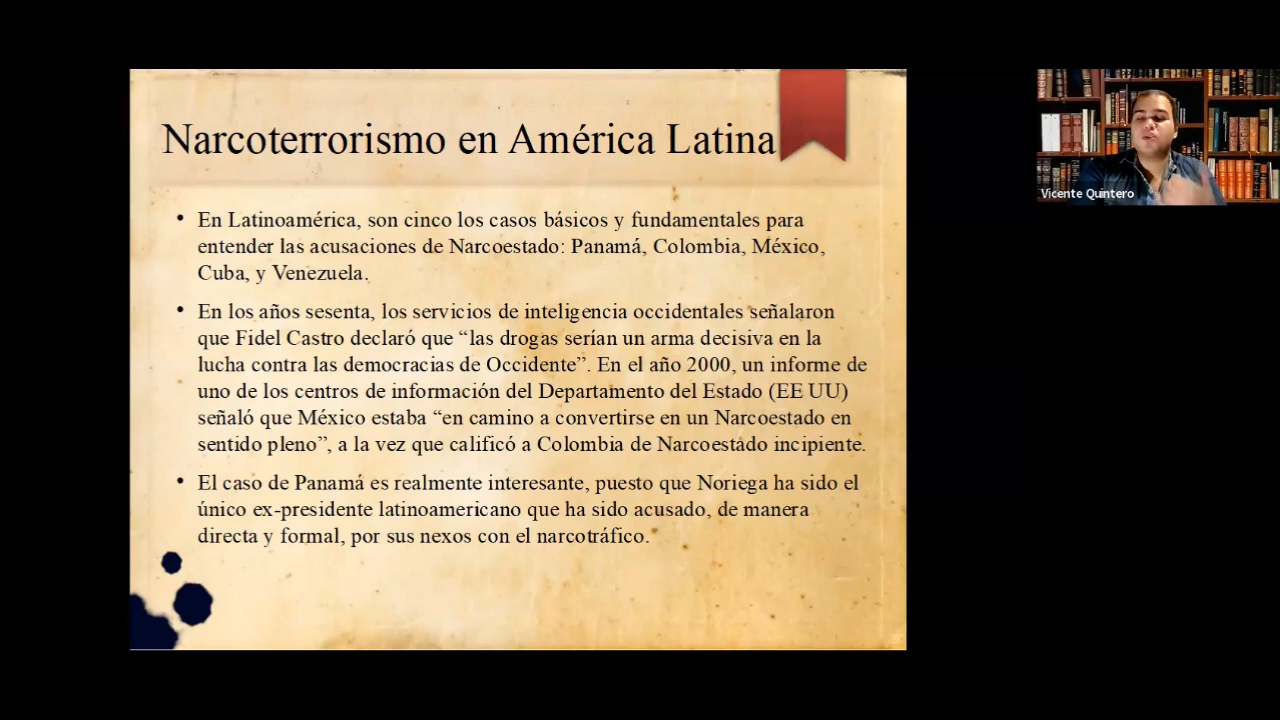 Narcoterrorismo en América Latina
• En Latinoamérica, son cinco los casos básicos y fundamentales para
entender las acusaciones de Narcoestado: Panamá, Colombia, México,
Cuba, y Venezuela.
• En los años sesenta, los servicios de inteligencia occidentales señalaron
que Fidel Castro declaró que “las drogas serían un arma decisiva en la
lucha contra las democracias de Occidente”. En el año 2000, un informe de
uno de los centros de información del Departamento del Estado (EE UU)
señaló que México estaba “en camino a convertirse en un Narcoestado en
sentido pleno”, a la vez que calificó a Colombia de Narcoestado incipiente.
• El caso de Panamá es realmente interesante, puesto que Noriega ha sido el
único ex-presidente latinoamericano que ha sido acusado, de manera
directa y formal, por sus nexos con el narcotráfico.
Vicente Quintero